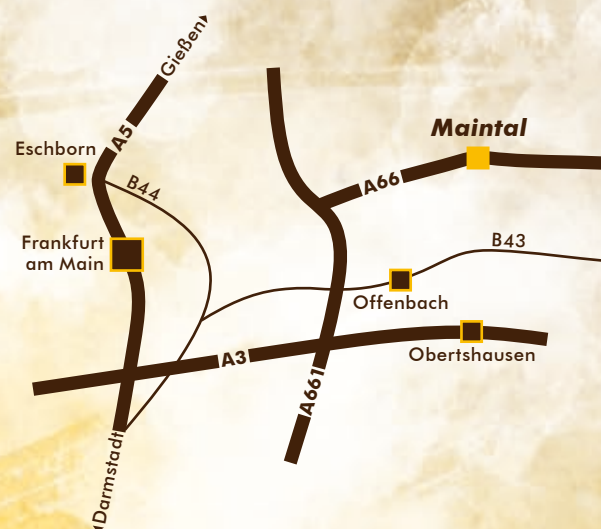 Gießen
A5
Maintal
Eschborn
A66
B44
Frankfurt
am Main
B43
Offenbach
A3
Obertshausen
A661
Darmstadt